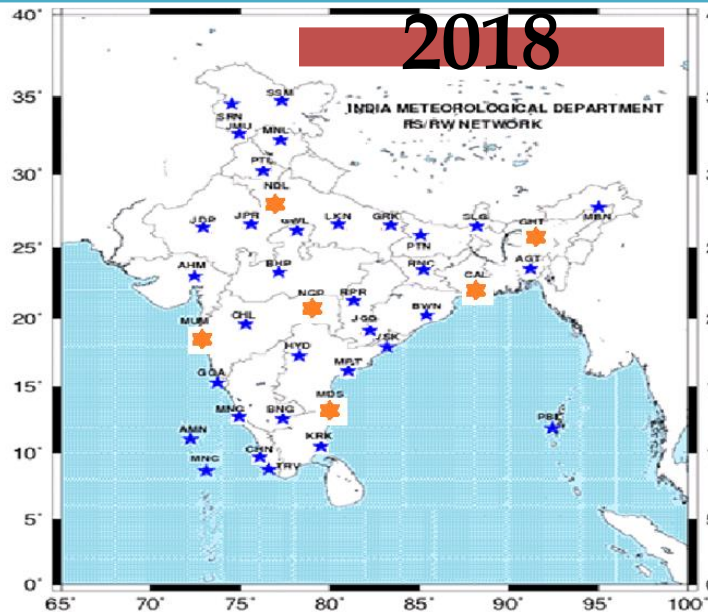 2018
40°
35°
30°
25°
20°
15°
10°
5°
0°
INDIA METEOROLOGICAL DEPARTMENT
RS/RW NETWORK
SSM
SRN
JMU MNL
PTL
NDL
JDP JPR GWL LKN GRK SLG GHT MBN
PTN
AHM BHP RNC CAL AGT
NGP RPR
MUM CHL JGD BWN
VSK
HYD
GOA MPT
MDS
MNG BNG PBL
AMN KRK
MNC CHN TRV
65° 70° 75° 80° 85° 90° 95° 100°